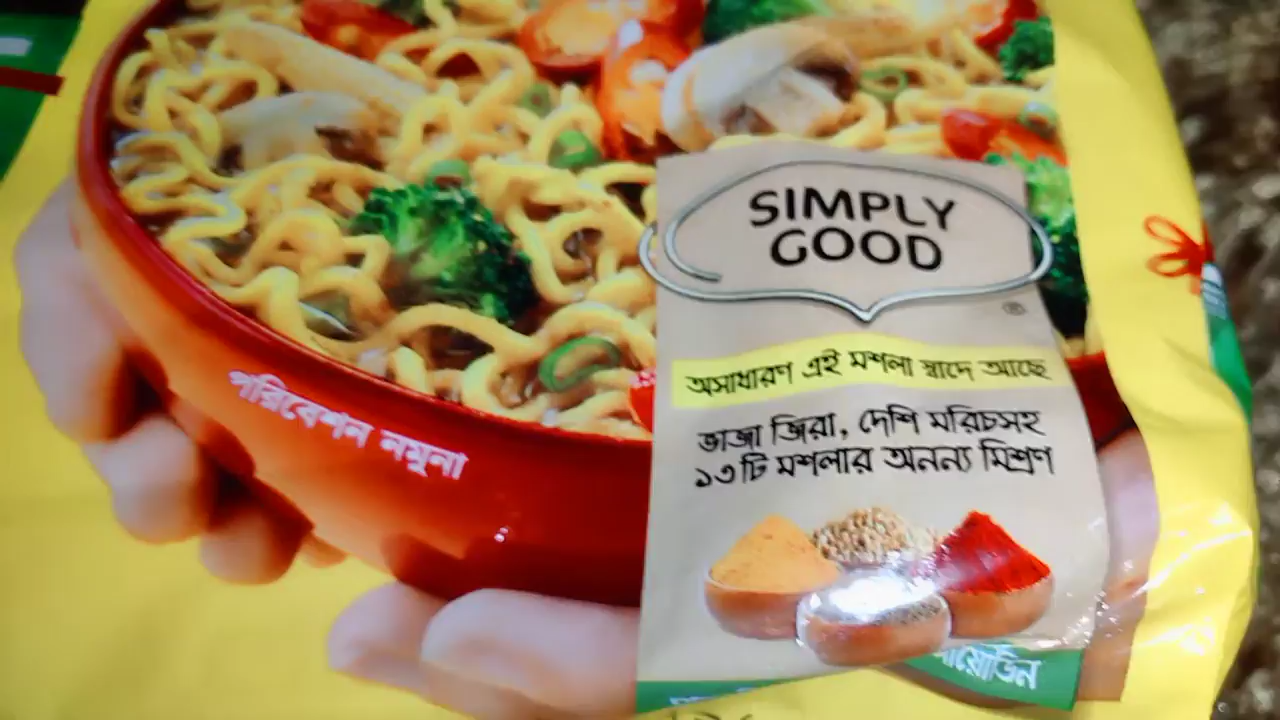 SIMPLY
GOOD
®
অসাধারণ এই মশলা স্বাদে আছে
ভাজা জিরা, দেশি মরিচসহ
১৩টি মশলার অনন্য মিশ্রণ
পরিবেশন নমুনা